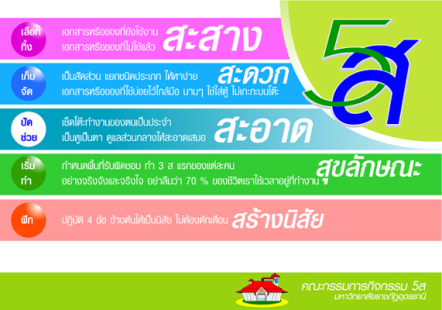 5ส
เลือก
ทิ้ง
เอกสารหรือของที่ยังใช้งาน
เอกสารหรือของที่ไม่ใช้แล้ว
สะสาง
เก็บ
จัด
เป็นสัดส่วน แยกชนิดประเภท ให้หาง่าย
เอกสารหรือของที่ใช้บ่อยไว้ใกล้มือ นานๆ ใช้ใส่ตู้ ไม่เกะกะบนโต๊ะ
สะดวก
ปัด
ช่วย
เช็ดโต๊ะทำงานของตนเป็นประจำ
เป็นหูเป็นตา ดูแลส่วนกลางให้สะอาดเสมอ
สะอาด
เริ่ม
ทำ
กำหนดพื้นที่รับผิดชอบ ทำ 3 ส แรกของแต่ละคน
อย่างจริงจังและจริงใจ อย่าลืมว่า 70 % ของชีวิตเราใช้เวลาอยู่ที่ทำงาน
สุขลักษณะ
ฝึก
ปฏิบัติ 4 ข้อ ข้างต้นให้เป็นนิสัย ไม่ต้องตักเตือน
สร้างนิสัย
คณะกรรมการกิจกรรม 5ส
มหาวิทยาลัยราชภัฏอุดรธานี